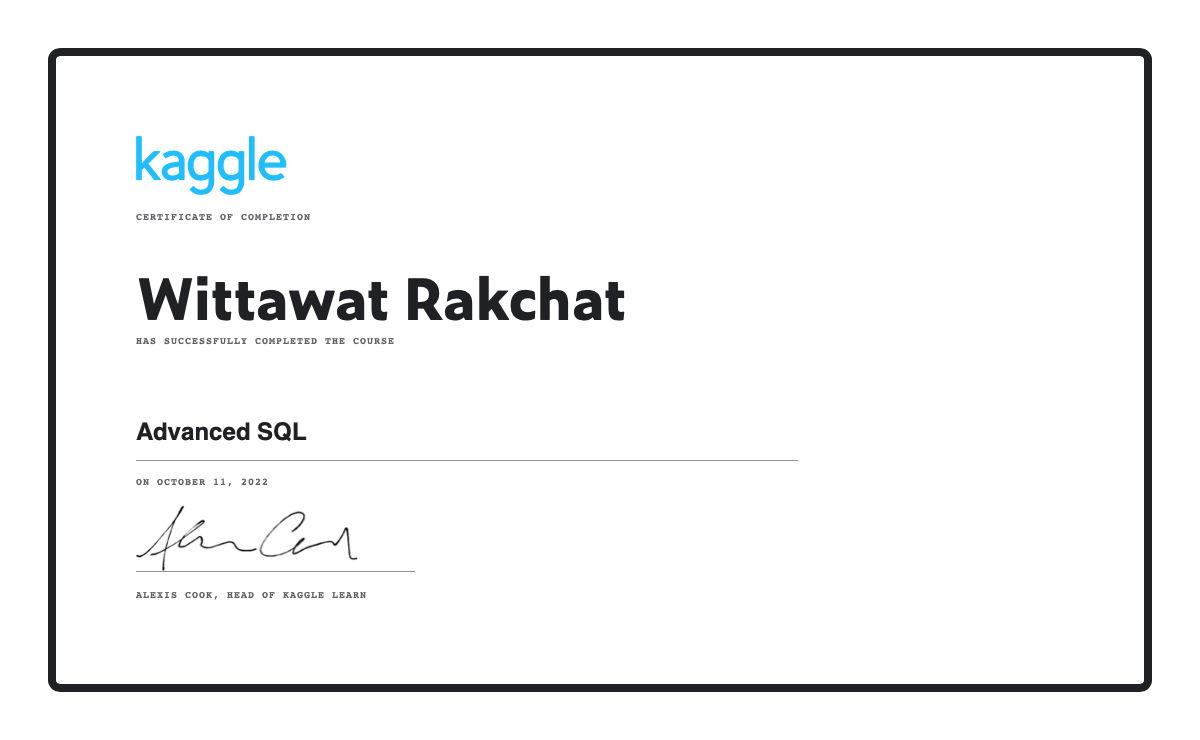 kaggle
CERTIFICATE OF COMPLETION
Wittawat Rakchat
HAS SUCCESSFULLY COMPLETED THE COURSE
Advanced SQL
ON OCTOBER 11, 2022
ALEXIS COOK, HEAD OF KAGGLE LEARN